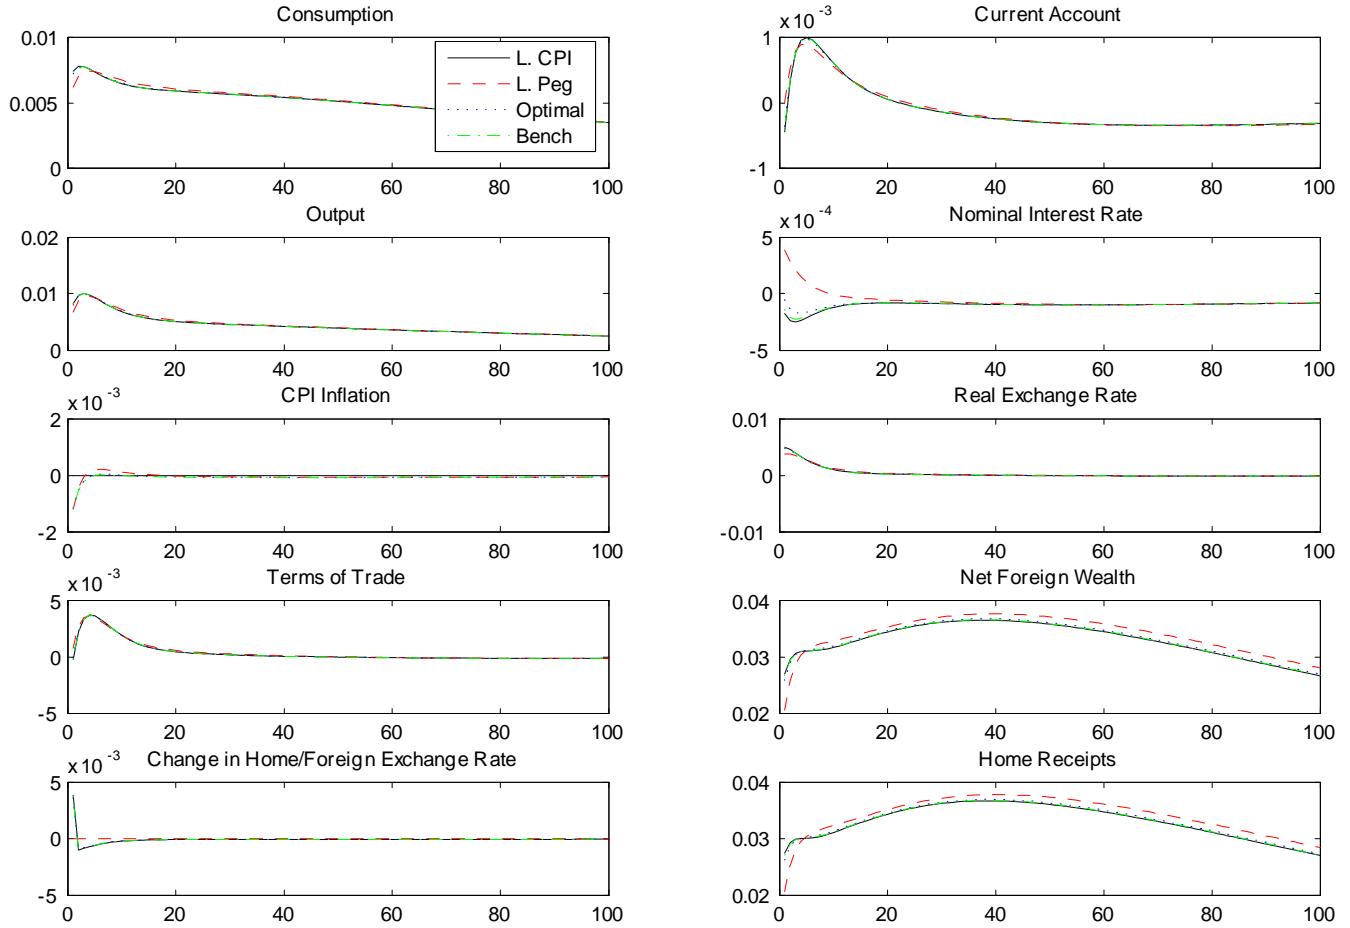 Consumption
0.01
0.005
0
0 20 40 60 80 100
L. CPI
L. Peg
Optimal
Bench
Current Account
x 10 -3
1
0
-1
0 20 40 60 80 100
Output
0.02
0.01
0
0 20 40 60 80 100
Nominal Interest Rate
x 10 -4
5
0
-5
0 20 40 60 80 100
CPI Inflation
x 10 -3
2
0
-2
0 20 40 60 80 100
Real Exchange Rate
0.01
0
-0.01
0 20 40 60 80 100
Terms of Trade
x 10 -3
5
0
-5
0 20 40 60 80 100
Net Foreign Wealth
0.04
0.03
0.02
0 20 40 60 80 100
Change in Home/Foreign Exchange Rate
x 10 -3
5
0
-5
0 20 40 60 80 100
Home Receipts
0.04
0.03
0.02
0 20 40 60 80 100